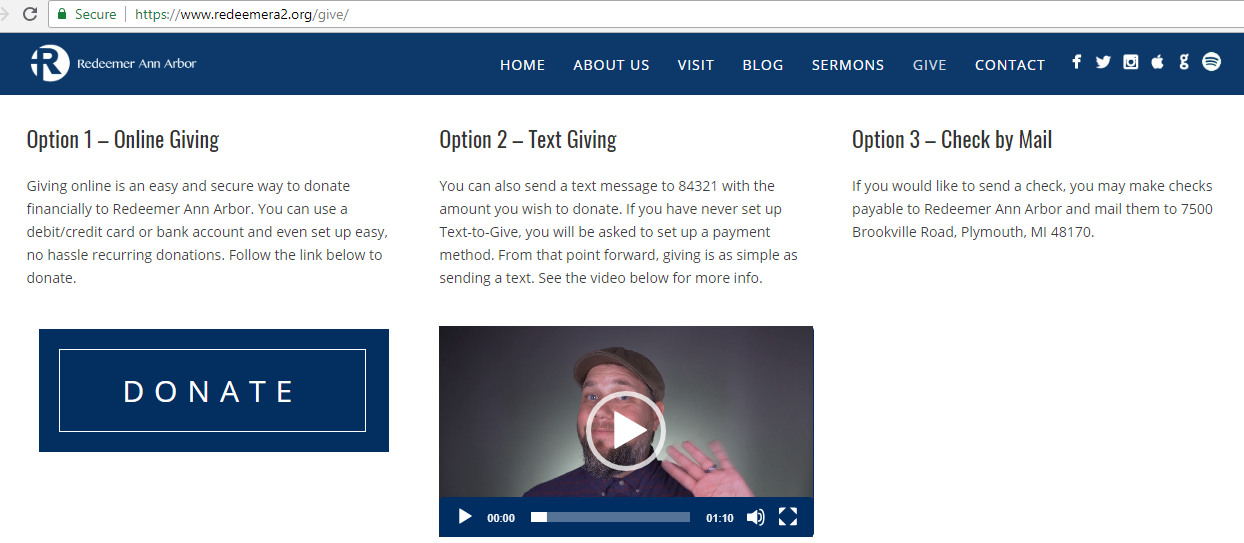 Secure
https://www.redeemera2.org/give/
R Redeemer Ann Arbor
HOME ABOUT US VISIT BLOG SERMONS GIVE CONTACT
Option 1 – Online Giving
Giving online is an easy and secure way to donate
financially to Redeemer Ann Arbor. You can use a
debit/credit card or bank account and even set up easy,
no hassle recurring donations. Follow the link below to
donate.
DONATE
Option 2 – Text Giving
You can also send a text message to 84321 with the
amount you wish to donate. If you have never set up
Text-to-Give, you will be asked to set up a payment
method. From that point forward, giving is as simple as
sending a text. See the video below for more info.
00:00 01:10
Option 3 – Check by Mail
If you would like to send a check, you may make checks
payable to Redeemer Ann Arbor and mail them to 7500
Brookville Road, Plymouth, MI 48170.